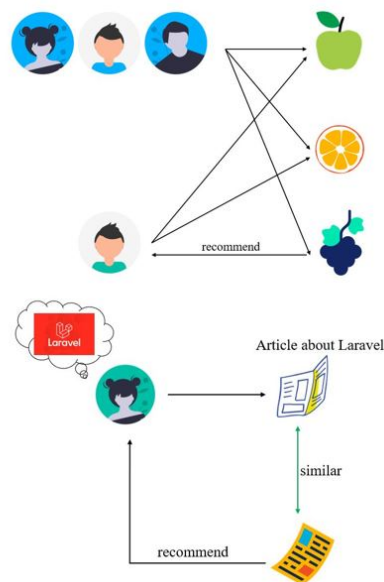 recommend
Laravel
Article about Laravel
similar
recommend